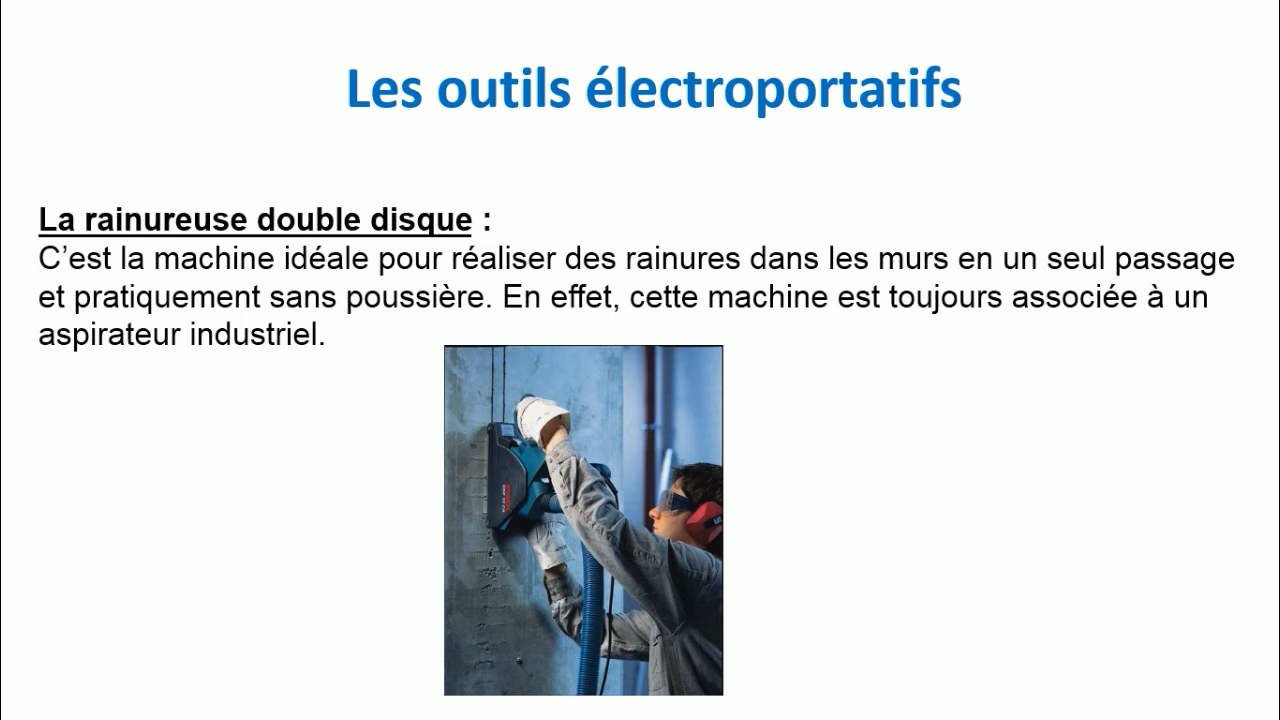 Les outils électroportatifs
La rainureuse double disque :
C’est la machine idéale pour réaliser des rainures dans les murs en un seul passage
et pratiquement sans poussière. En effet, cette machine est toujours associée à un
aspirateur industriel.